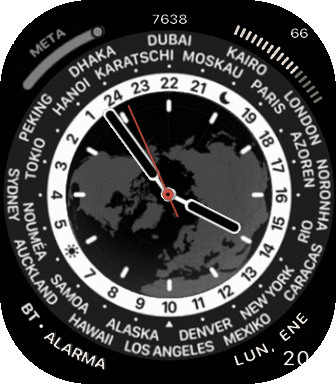 7638
66
META
DUBAI
DHAKA
KARATSCHI
MOSKAU
KAIRO
PEKING
HANOI
PARIS
LONDON
TOKIO
AZOREN
SYDNEY
NOUMÉA
NORONHA
RIO
AUCKLAND
SAMOA
HAWAII
ALASKA
LOS ANGELES
DENVER
MEXIKO
NEW YORK
CARACAS
24 23 22 21 19 18 17 16 15 14 13 12 11 10 9 8 7 5 4 3 2 1
BT · ALARMA
LUN, ENE
20